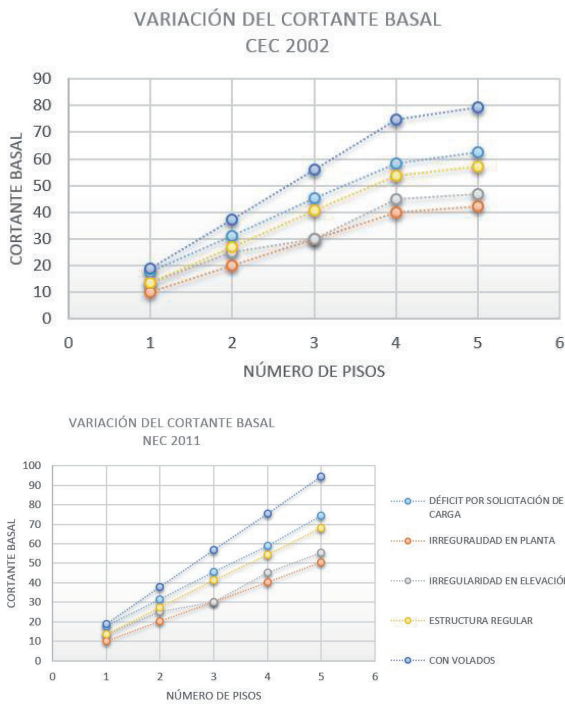 VARIACIÓN DEL CORTANTE BASAL
CEC 2002
CORTANTE BASAL
90
80
70
60
50
40
30
20
10
0
0 1 2 3 4 5 6
NÚMERO DE PISOS
VARIACIÓN DEL CORTANTE BASAL
NEC 2011
CORTANTE BASAL
100
90
80
70
60
50
40
30
20
10
0
0 1 2 3 4 5 6
NÚMERO DE PISOS
DÉFICIT POR SOLICITACIÓN DE
CARGA
IRREGURALIDAD EN PLANTA
IRREGULARIDAD EN ELEVACIÓ
ESTRUCTURA REGULAR
CON VOLADOS